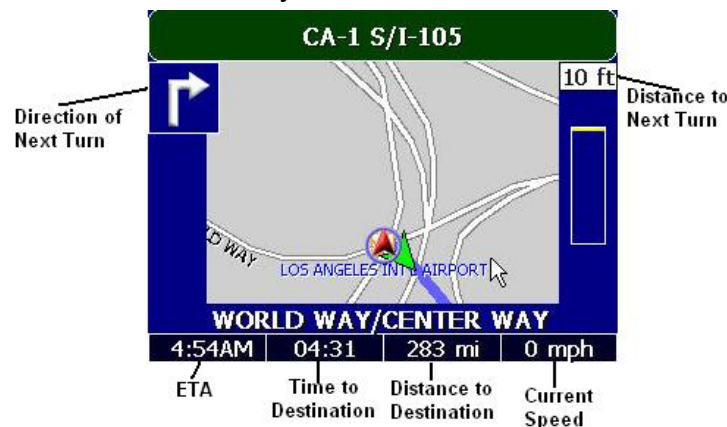 CA-1 S/I-105
10 ft
Direction of
Next Turn
Distance to
Next Turn
LD WAY
LOS ANGELES INT'L AIRPORT
WORLD WAY/CENTER WAY
4:54AM 04:31 283 mi 0 mph
ETA
Time to
Destination
Distance to
Destination
Current
Speed